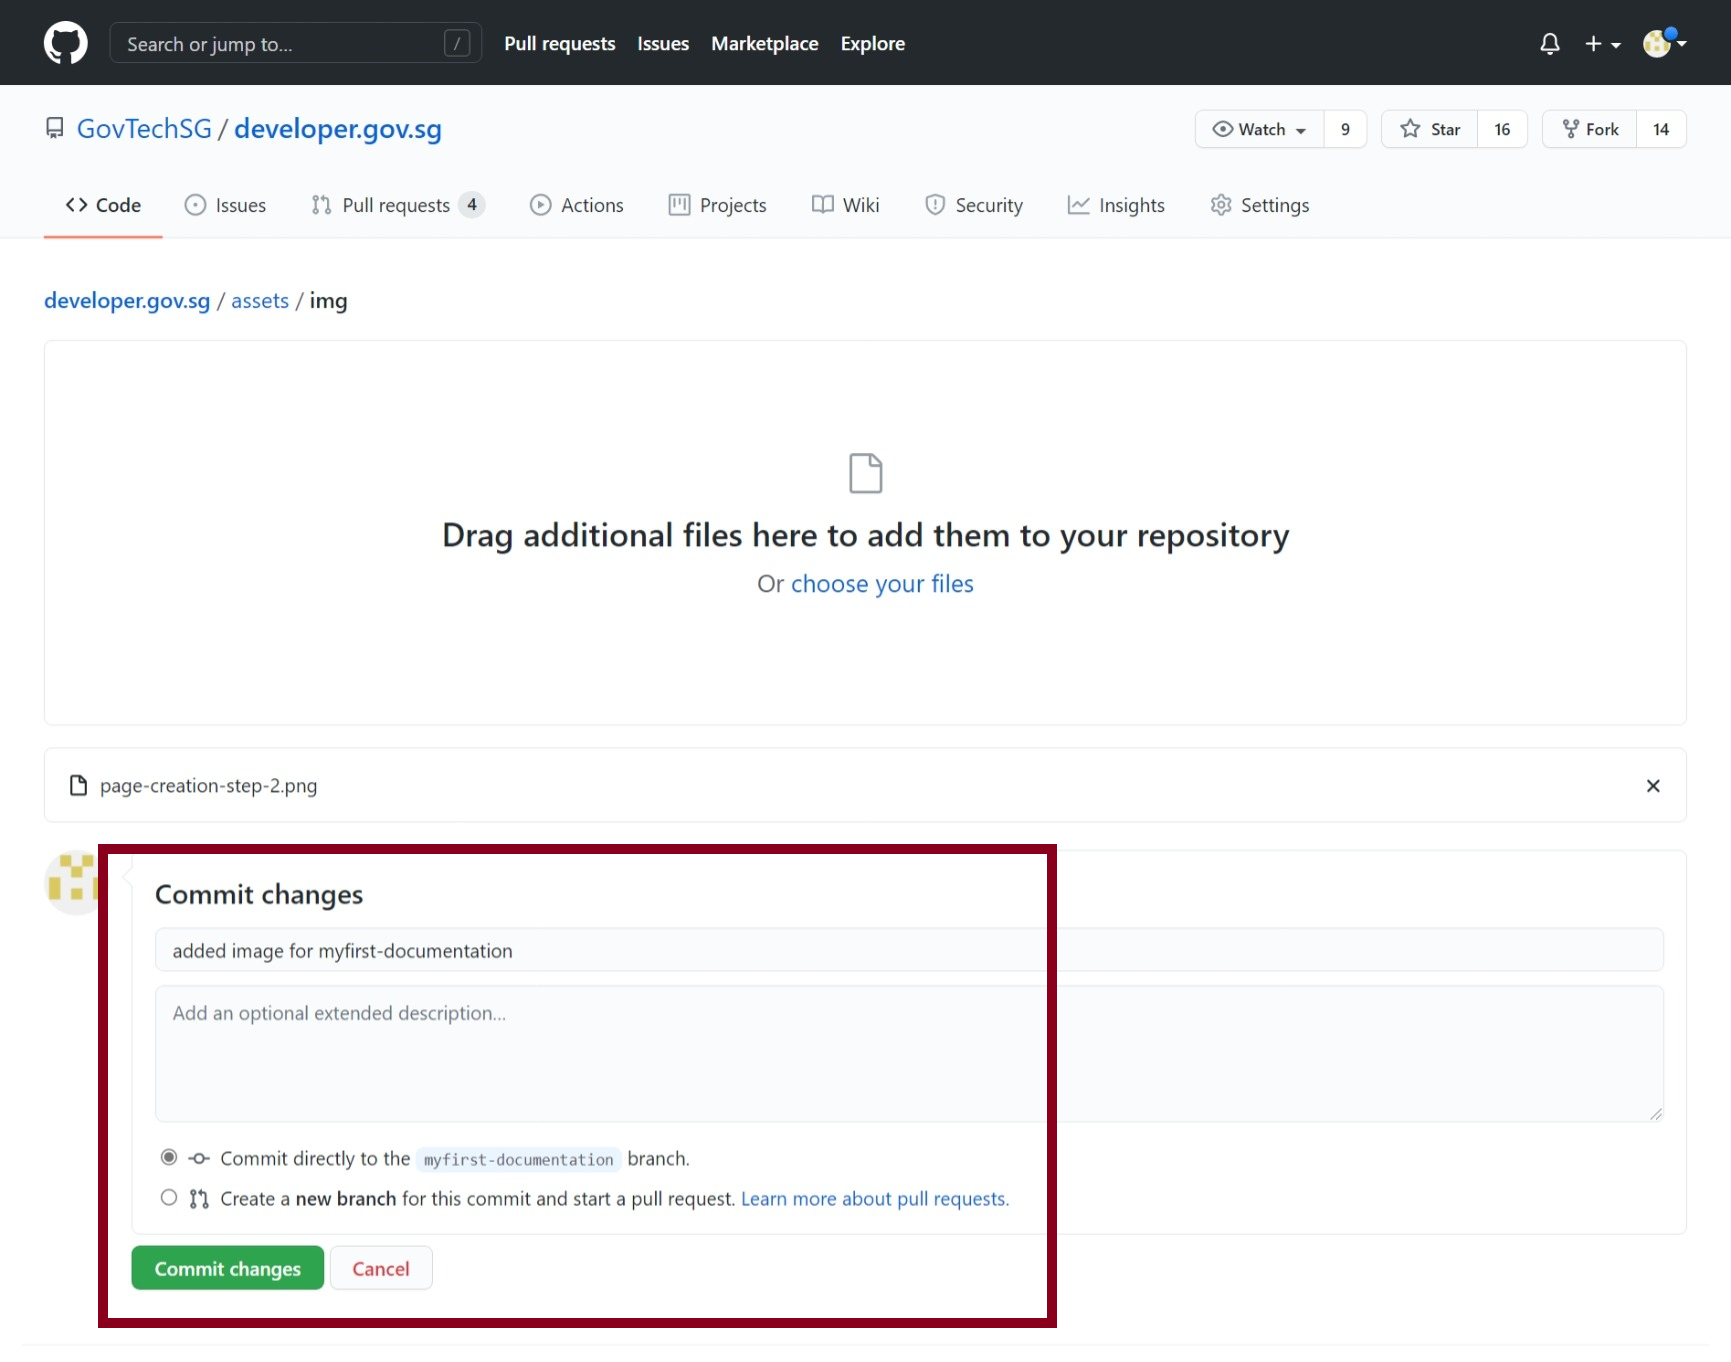 Search or jump to... /
Pull requests Issues Marketplace Explore
GovTechSG / developer.gov.sg
Watch 9 Star 16 Fork 14
Code Issues Pull requests 4 Actions Projects Wiki Security Insights Settings
developer.gov.sg / assets / img
Drag additional files here to add them to your repository
Or choose your files
page-creation-step-2.png
Commit changes
added image for myfirst-documentation
Add an optional extended description...
Commit directly to the myfirst-documentation branch.
Create a new branch for this commit and start a pull request. Learn more about pull requests.
Commit changes Cancel